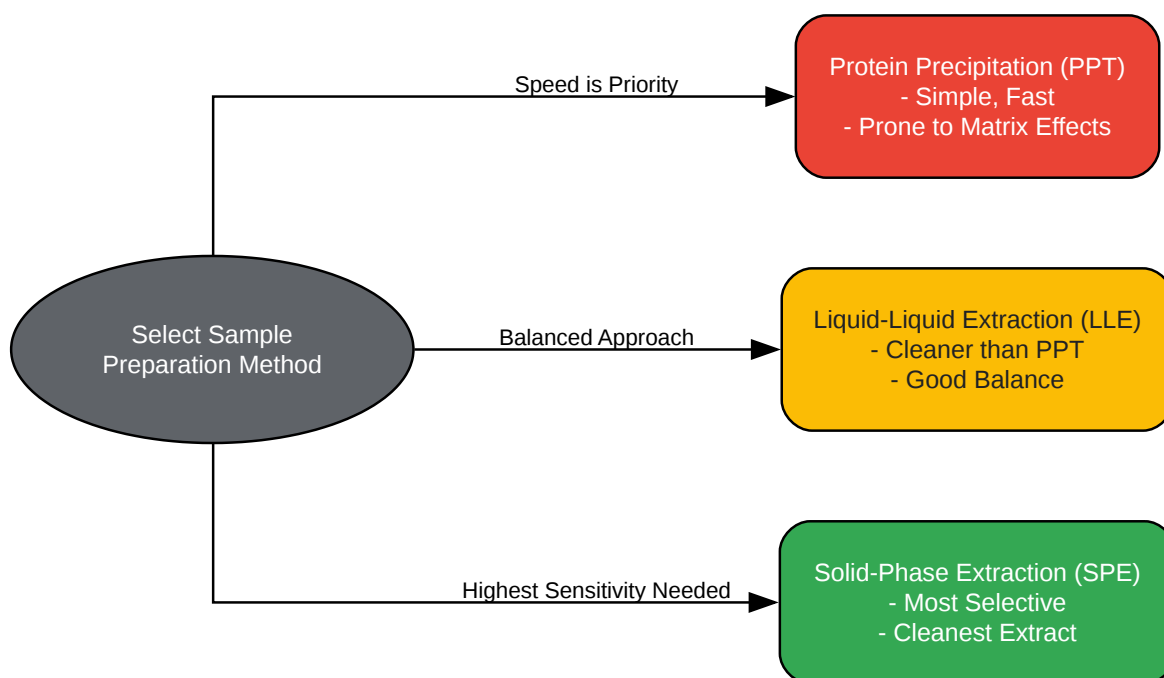 Speed is Priority
Protein Precipitation (PPT)
- Simple, Fast
- Prone to Matrix Effects
Select Sample
Preparation Method
Balanced Approach
Liquid-Liquid Extraction (LLE)
- Cleaner than PPT
- Good Balance
Highest Sensitivity Needed
Solid-Phase Extraction (SPE)
- Most Selective
- Cleanest Extract